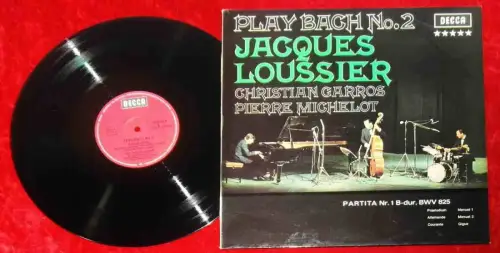 DECCA
PLAY BACH No.2
DECCA
JACQUES
LOUSSIER
CHRISTIAN GARROS
PIERRE MICHELOT
PARTITA Nr. 1 B-dur, BWV 825
Praeludium Menuet 1
Allemande Menuet 2
Courante Gigue